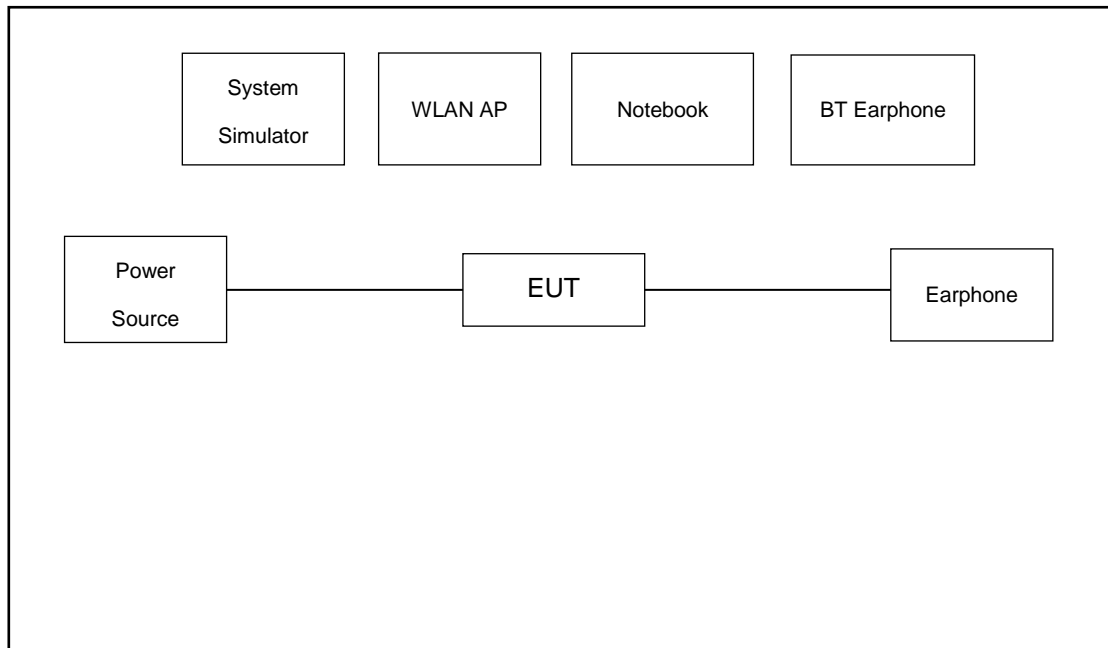 System
Simulator
WLAN AP
Notebook
BT Earphone
Power
Source
EUT
Earphone